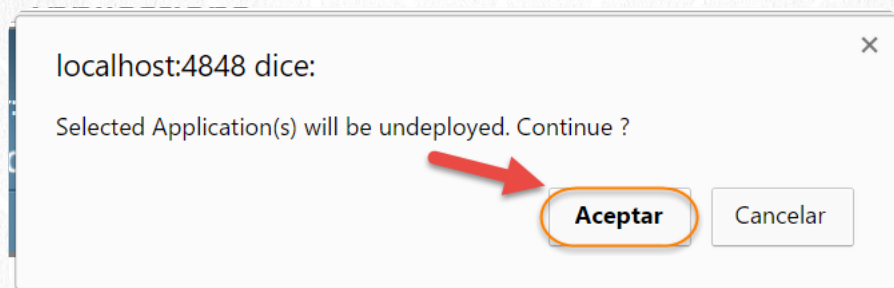 localhost:4848 dice:
Selected Application(s) will be undeployed. Continue ?
Aceptar
Cancelar